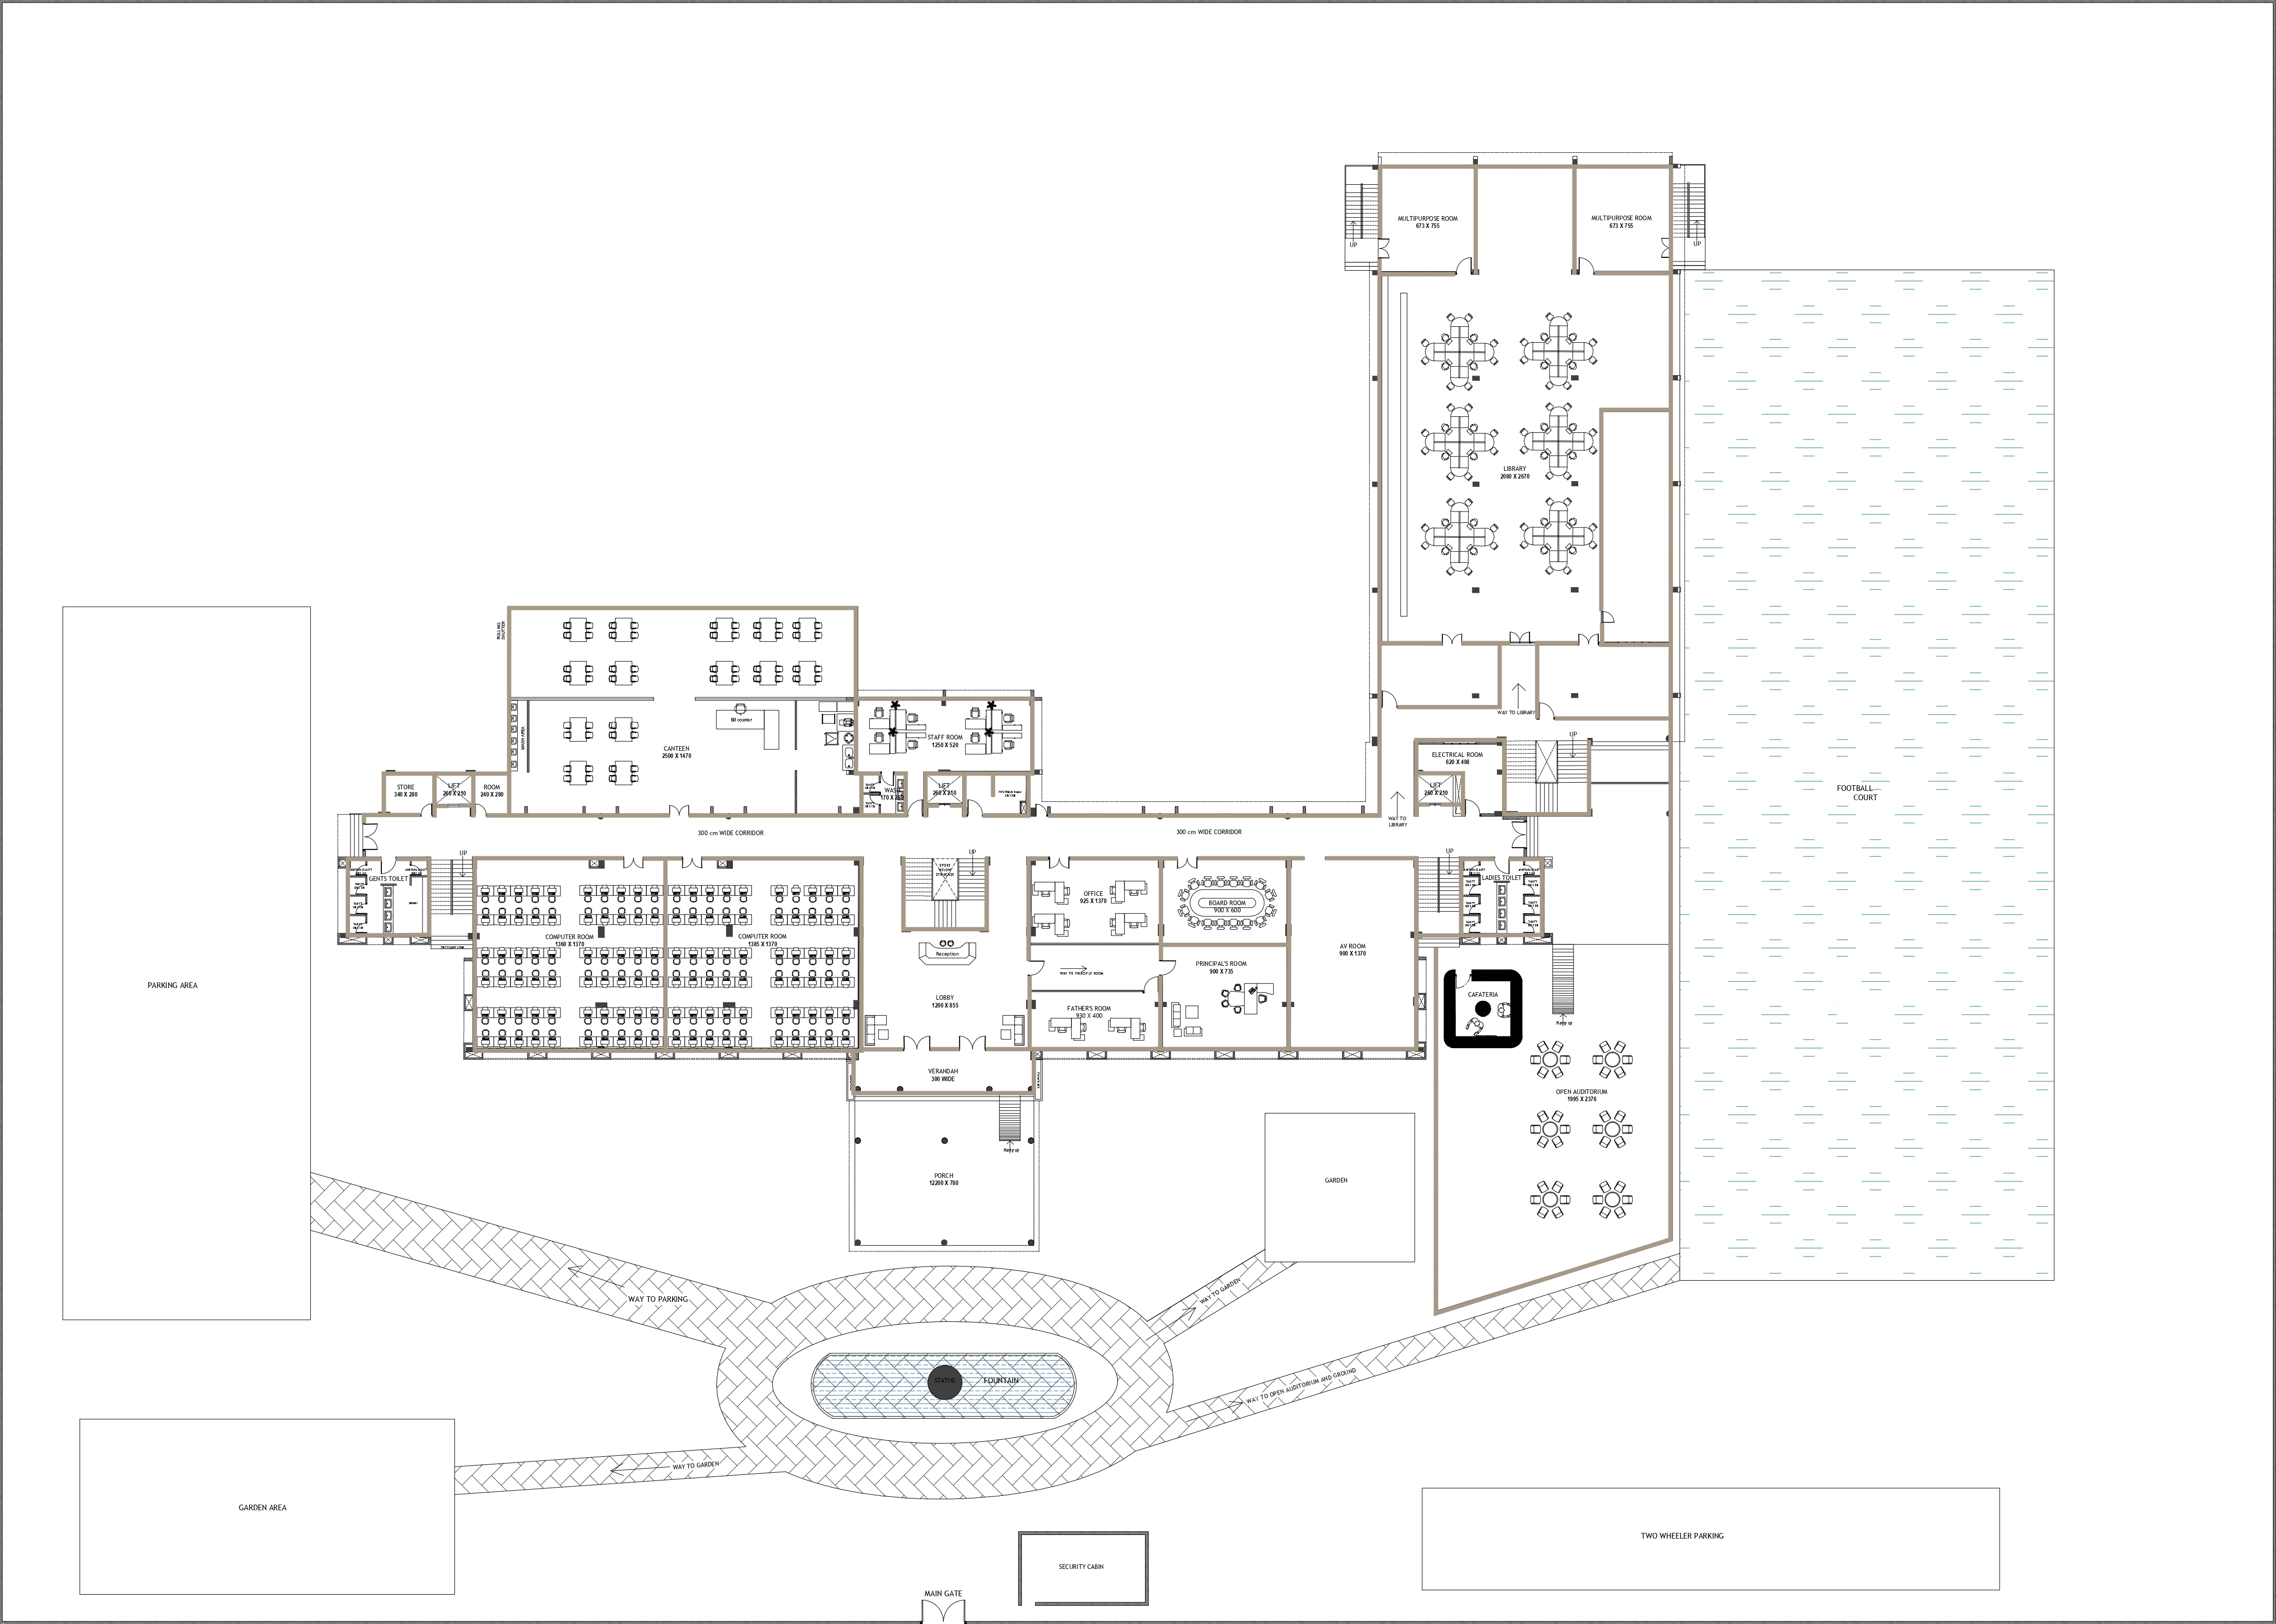 MULTIPURPOSE ROOM
673 X 755
MULTIPURPOSE ROOM
673 X 755
UP
UP
LIBRARY
2080 X 2670
ROLLING
SHUTTER
WASH AREA
Bill counter
CANTEEN
2500 X 1470
STAFF ROOM
1250 X 520
WAY TO LIBRARY
UP
ELECTRICAL ROOM
620 X 498
STORE
340 X 280
LIFT
260 X 210
ROOM
240 X 280
WASH
LIFT
260 X 210
LIFT
260 X 210
FOOTBALL
COURT
WAY TO
LIBRARY
300 cm WIDE CORRIDOR
300 cm WIDE CORRIDOR
UP
UP
UP
GENTS TOILET
STORE
BELOW
STAIRCASE
LADIES TOILET
OFFICE
925 X 1370
BOARD ROOM
900 X 600
COMPUTER ROOM
1360 X 1370
COMPUTER ROOM
1385 X 1370
Reception
AV ROOM
900 X 1370
PRINCIPAL'S ROOM
900 X 735
WAY TO PRINCIPLE ROOM
PARKING AREA
LOBBY
1200 X 855
FATHER'S ROOM
930 X 400
CAFATERIA
Ramp up
VERANDAH
300 WIDE
OPEN AUDITORIUM
1995 X 2376
Ramp up
PORCH
12200 X 780
GARDEN
WAY TO PARKING
WAY TO GARDEN
STATUE
FOUNTAIN
WAY TO OPEN AUDITORIUM AND GROUND
WAY TO GARDEN
GARDEN AREA
TWO WHEELER PARKING
SECURITY CABIN
MAIN GATE